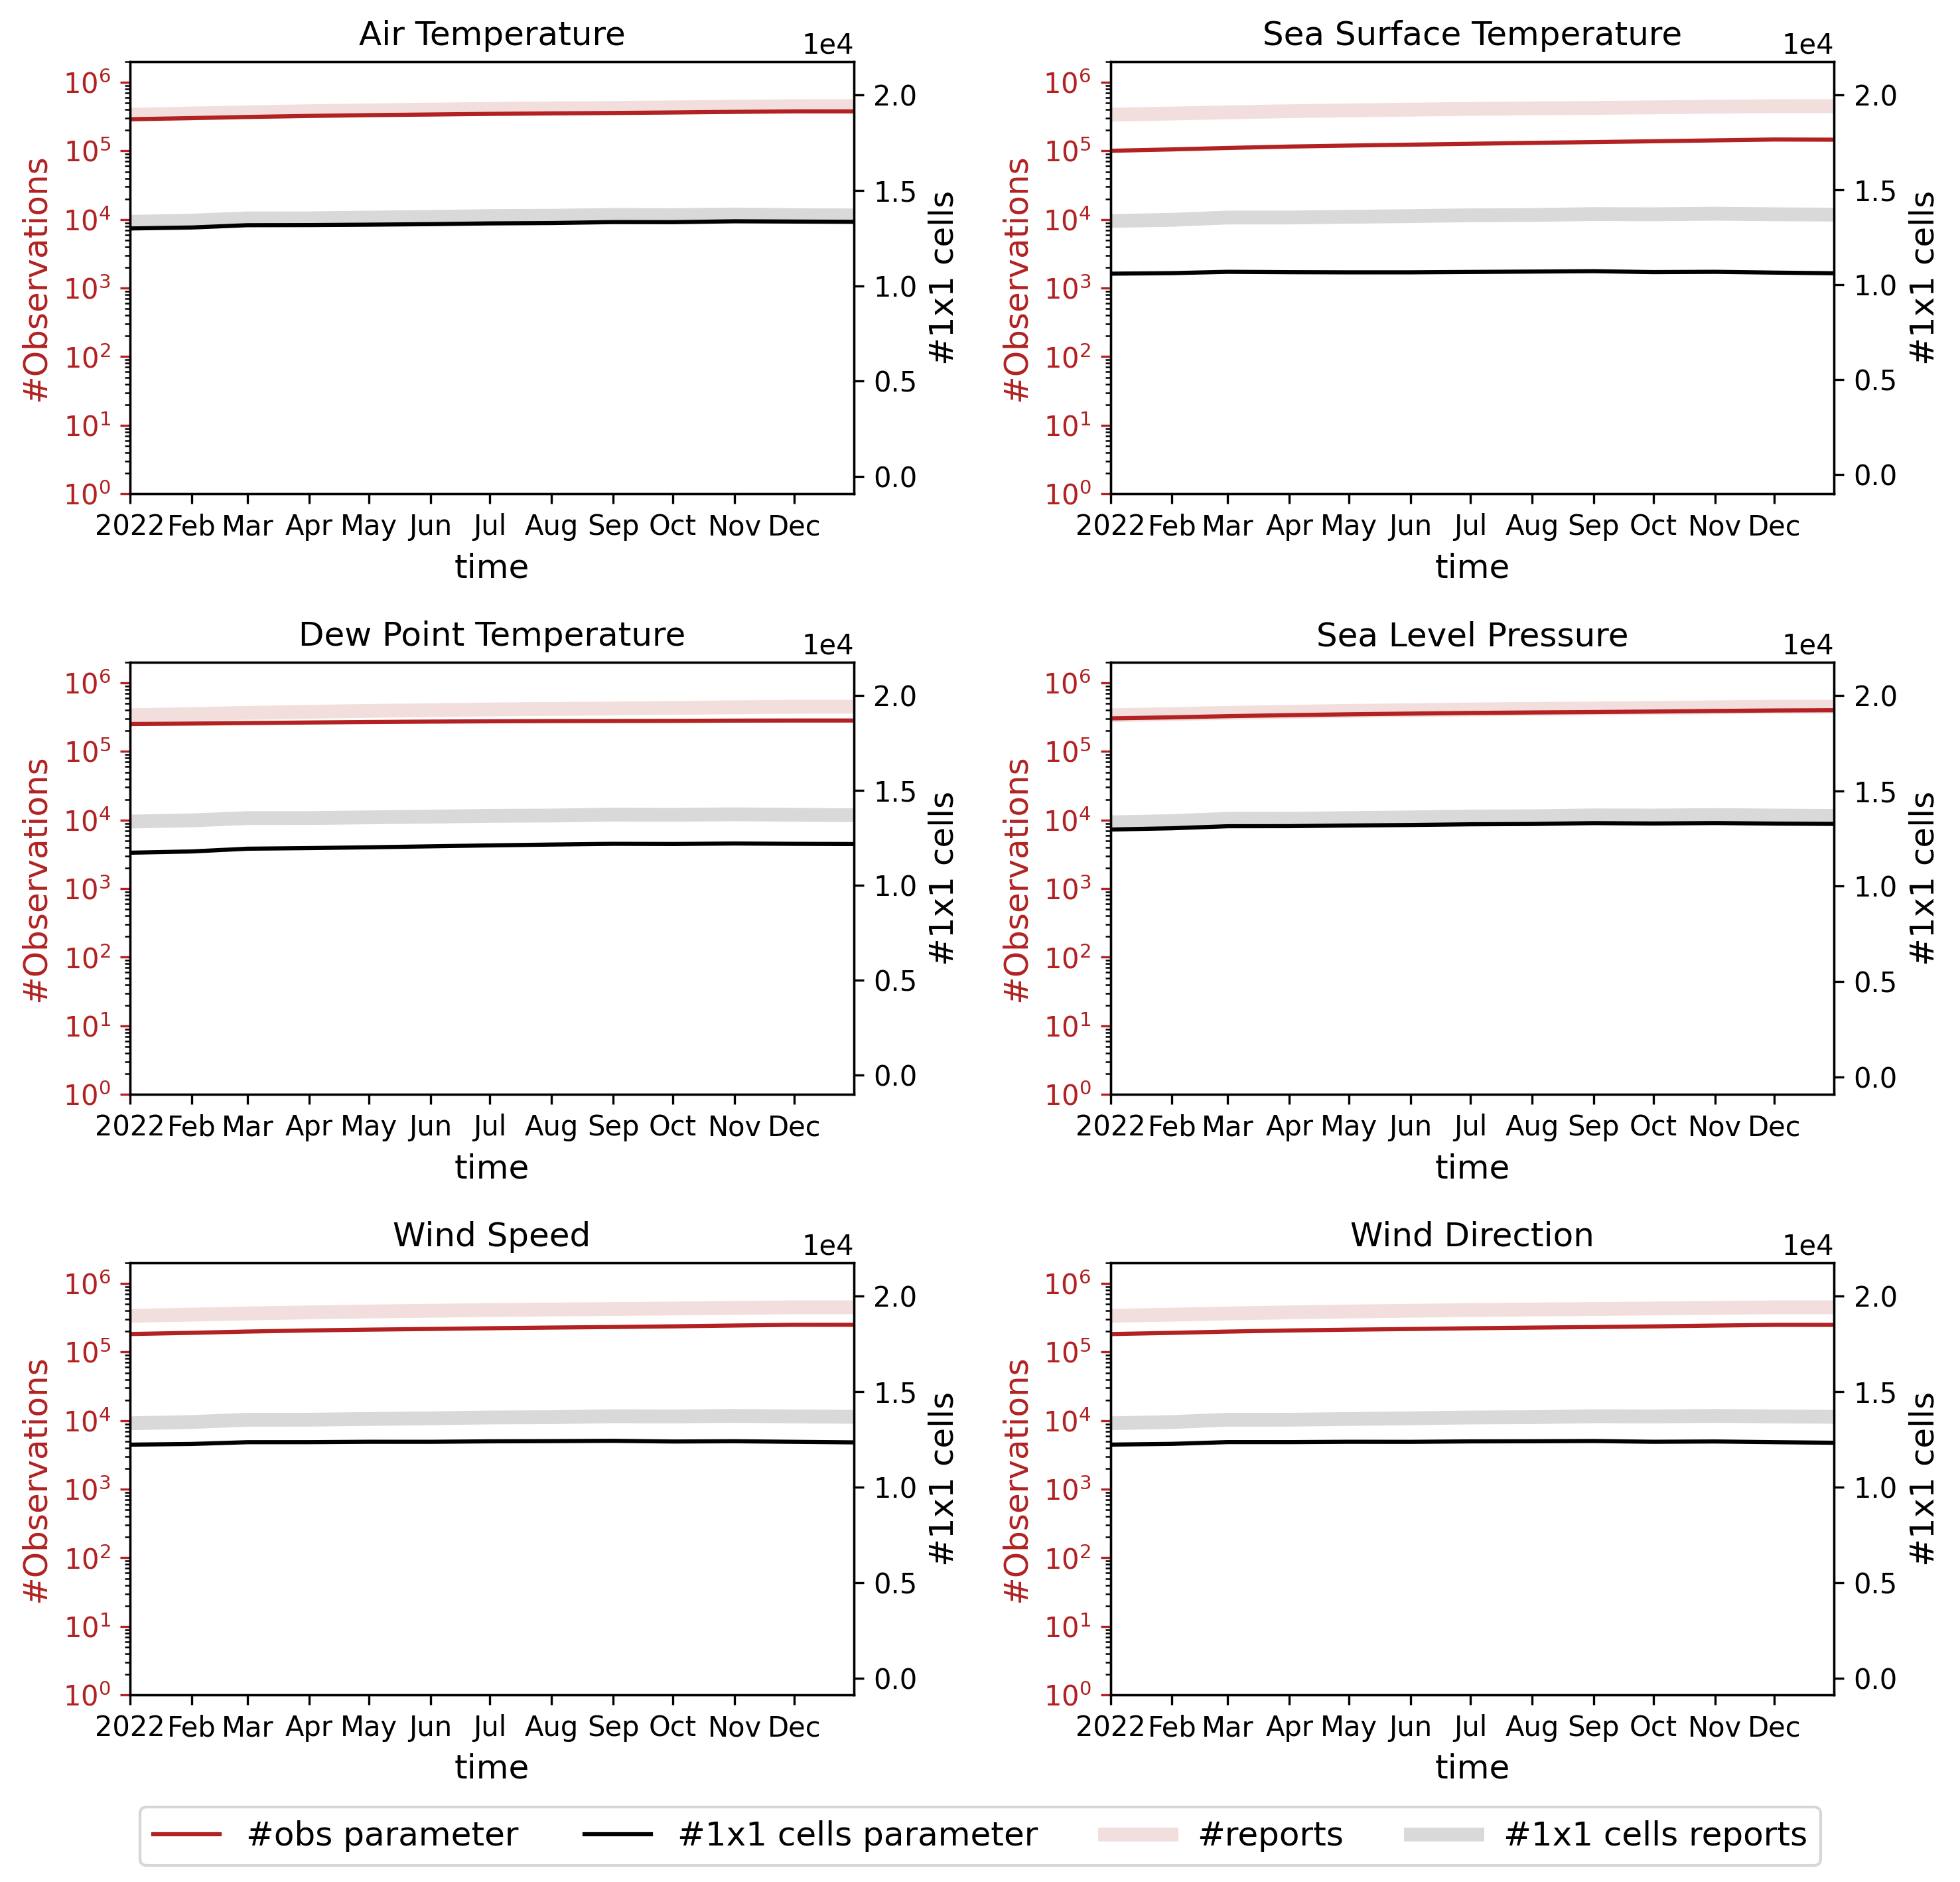 Air Temperature
1e4
10⁶
10⁵
10⁴
10³
10²
10¹
10⁰
#Observations
2.0
1.5
1.0
0.5
0.0
#1x1 cells
2022 Feb Mar Apr May Jun Jul Aug Sep Oct Nov Dec
time
Sea Surface Temperature
1e4
10⁶
10⁵
10⁴
10³
10²
10¹
10⁰
#Observations
2.0
1.5
1.0
0.5
0.0
#1x1 cells
2022 Feb Mar Apr May Jun Jul Aug Sep Oct Nov Dec
time
Dew Point Temperature
1e4
10⁶
10⁵
10⁴
10³
10²
10¹
10⁰
#Observations
2.0
1.5
1.0
0.5
0.0
#1x1 cells
2022 Feb Mar Apr May Jun Jul Aug Sep Oct Nov Dec
time
Sea Level Pressure
1e4
10⁶
10⁵
10⁴
10³
10²
10¹
10⁰
#Observations
2.0
1.5
1.0
0.5
0.0
#1x1 cells
2022 Feb Mar Apr May Jun Jul Aug Sep Oct Nov Dec
time
Wind Speed
1e4
10⁶
10⁵
10⁴
10³
10²
10¹
10⁰
#Observations
2.0
1.5
1.0
0.5
0.0
#1x1 cells
2022 Feb Mar Apr May Jun Jul Aug Sep Oct Nov Dec
time
Wind Direction
1e4
10⁶
10⁵
10⁴
10³
10²
10¹
10⁰
#Observations
2.0
1.5
1.0
0.5
0.0
#1x1 cells
2022 Feb Mar Apr May Jun Jul Aug Sep Oct Nov Dec
time
#obs parameter #1x1 cells parameter #reports #1x1 cells reports